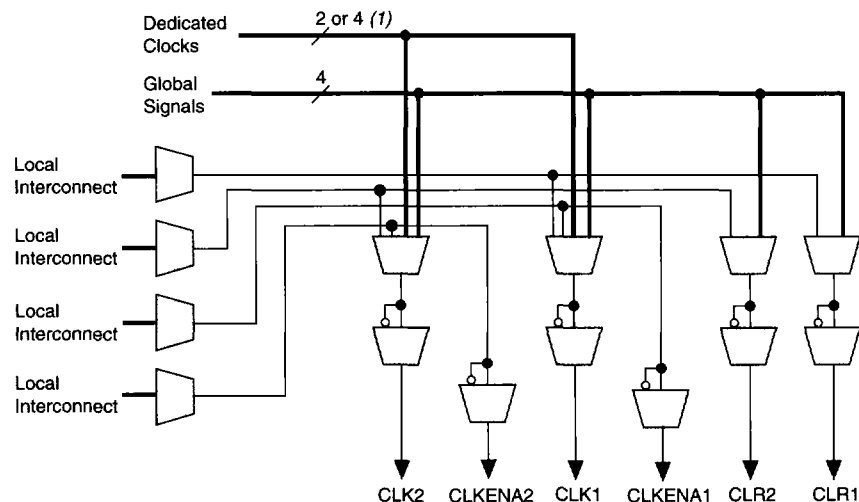 Dedicated
Clocks
2 or 4 (1)
Global
Signals
4
Local
Interconnect
Local
Interconnect
Local
Interconnect
Local
Interconnect
CLK2 CLKENA2 CLK1 CLKENA1 CLR2 CLR1